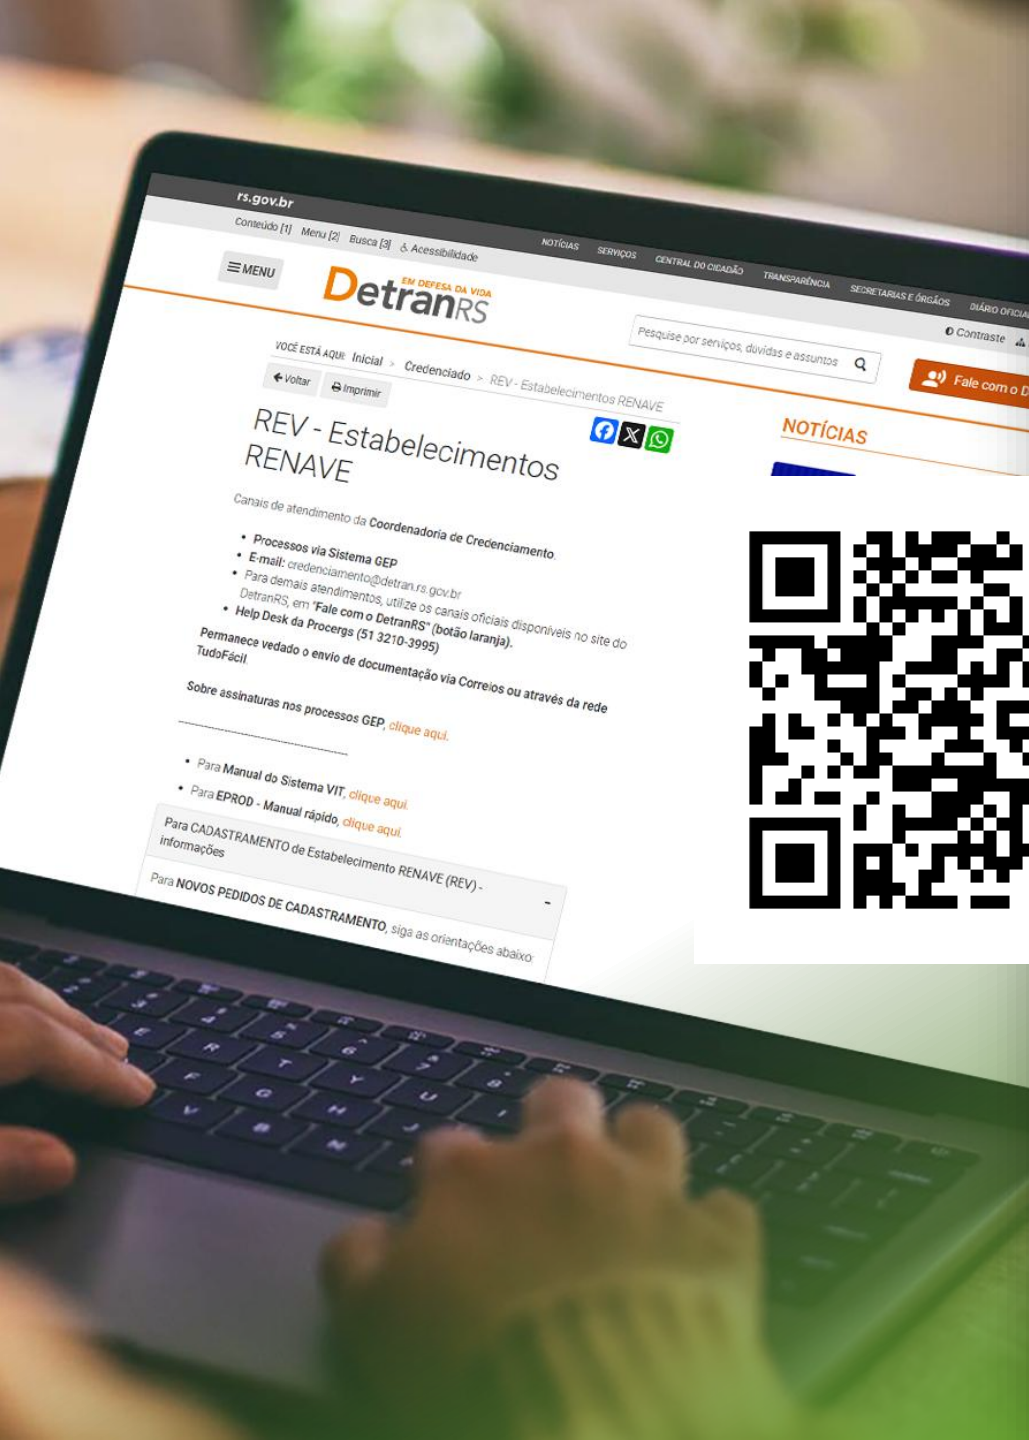 rs.gov.br
Conteúdo [1] Menu [2] Busca [3] Acessibilidade
NOTÍCIAS SERVIÇOS CENTRAL DO CIDADÃO TRANSPARÊNCIA SECRETARIAS E ÓRGÃOS DIÁRIO OFICIAL
Contraste
MENU
EM DEFESA DA VIDA
DetranRS
Pesquise por serviços, dúvidas e assuntos
Fale com o D
VOCÊ ESTÁ AQUI: Inicial > Credenciado > REV - Estabelecimentos RENAVE
Voltar Imprimir
REV - Estabelecimentos
RENAVE
NOTÍCIAS
Canais de atendimento da Coordenadoria de Credenciamento.
• Processos via Sistema GEP
• E-mail: credenciamento@detran.rs.gov.br
• Para demais atendimentos, utilize os canais oficiais disponíveis no site do
DetranRS, em "Fale com o DetranRS" (botão laranja).
• Help Desk da Procergs (51 3210-3995)
Permanece vedado o envio de documentação via Correios ou através da rede
TudoFácil.
Sobre assinaturas nos processos GEP, clique aqui.
• Para Manual do Sistema VIT, clique aqui.
• Para EPROD - Manual rápido, clique aqui.
Para CADASTRAMENTO de Estabelecimento RENAVE (REV) -
informações
-
Para NOVOS PEDIDOS DE CADASTRAMENTO, siga as orientações abaixo: